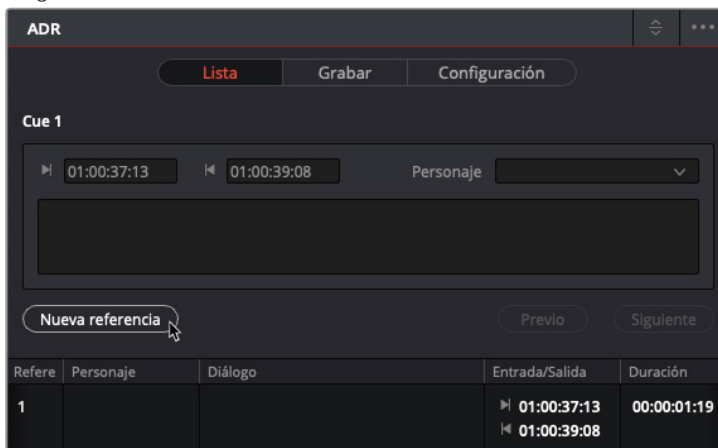 ADR
Lista Grabar Configuración
Cue 1
01:00:37:13 01:00:39:08 Personaje
Nueva referencia Previo Siguiente
Refere Personaje Diálogo Entrada/Salida Duración
1 01:00:37:13 00:00:01:19
01:00:39:08